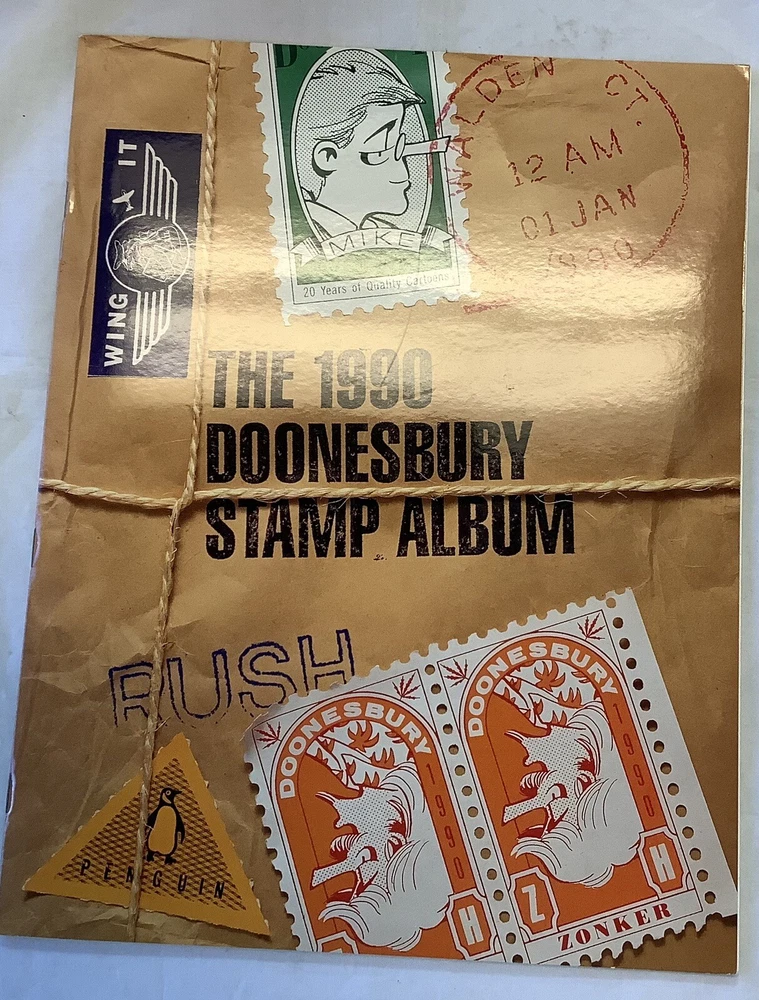 WALDEN CT.
12 AM
01 JAN
1990
MIKE
20 Years of Quality Cartoons
WING IT
THE 1990
DOONESBURY
STAMP ALBUM
RUSH
DOONESBURY
1990
H
DOONESBURY
1990
Z
H
ZONKER
PENGUIN